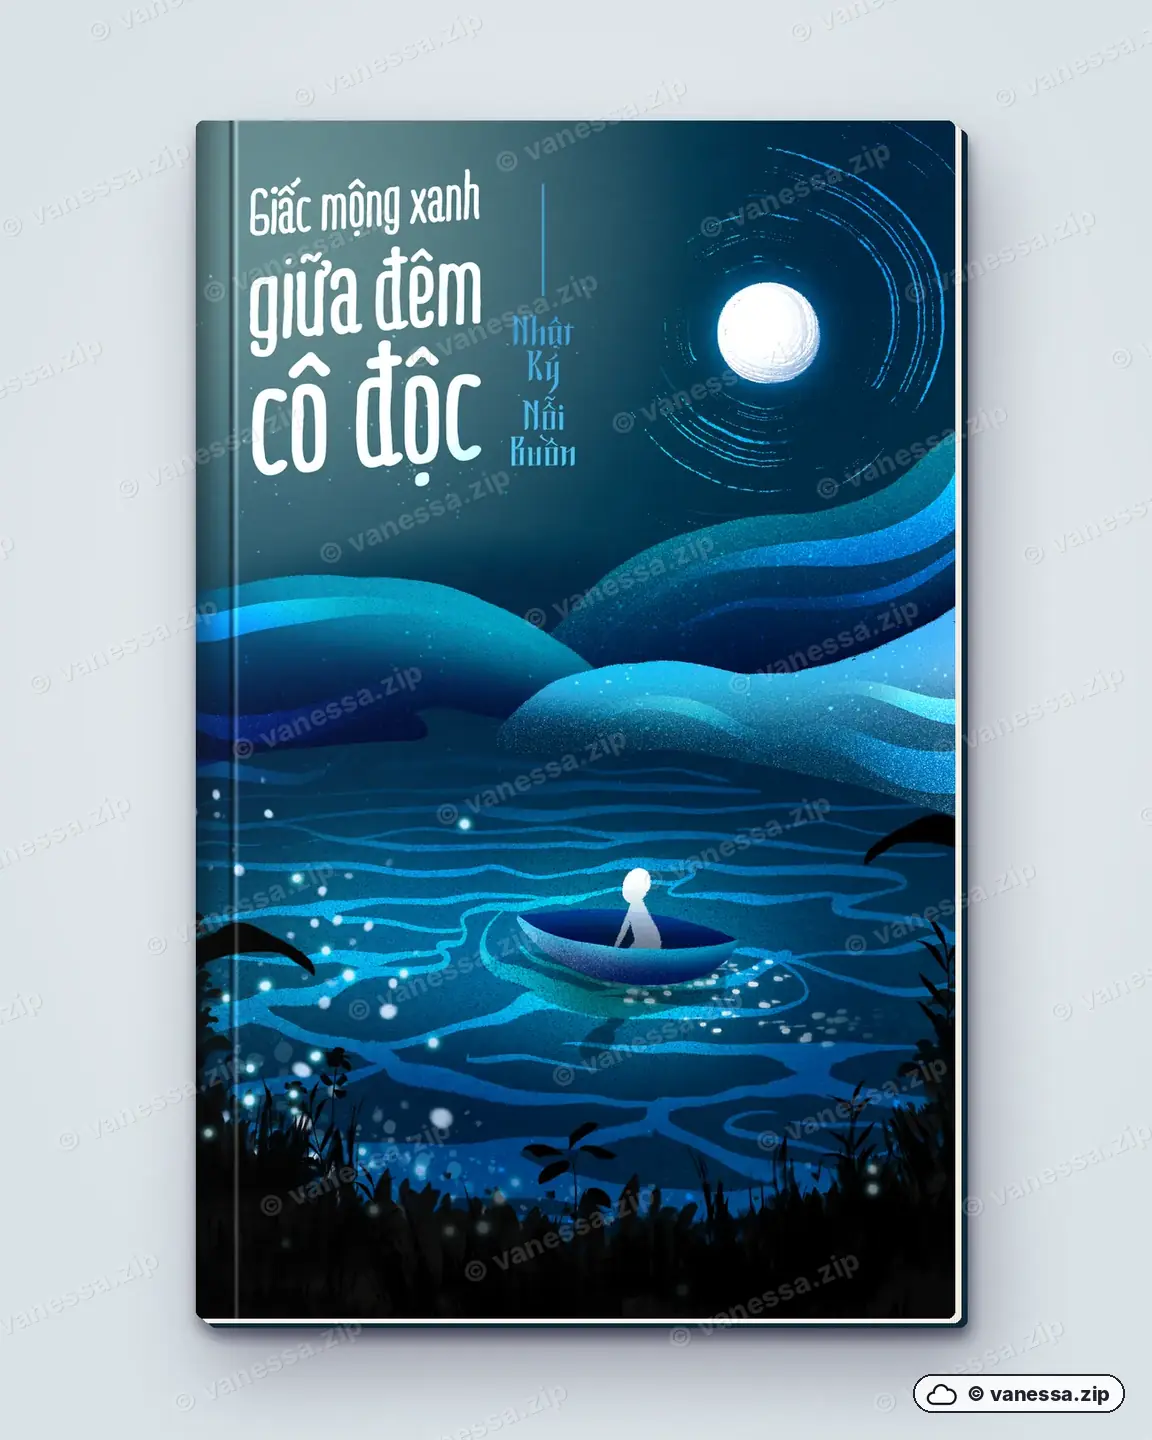 Giấc mộng xanh
giữa đêm
cô độc
Nhật
Ký
Nỗi
Buồn
© vanessa.zip